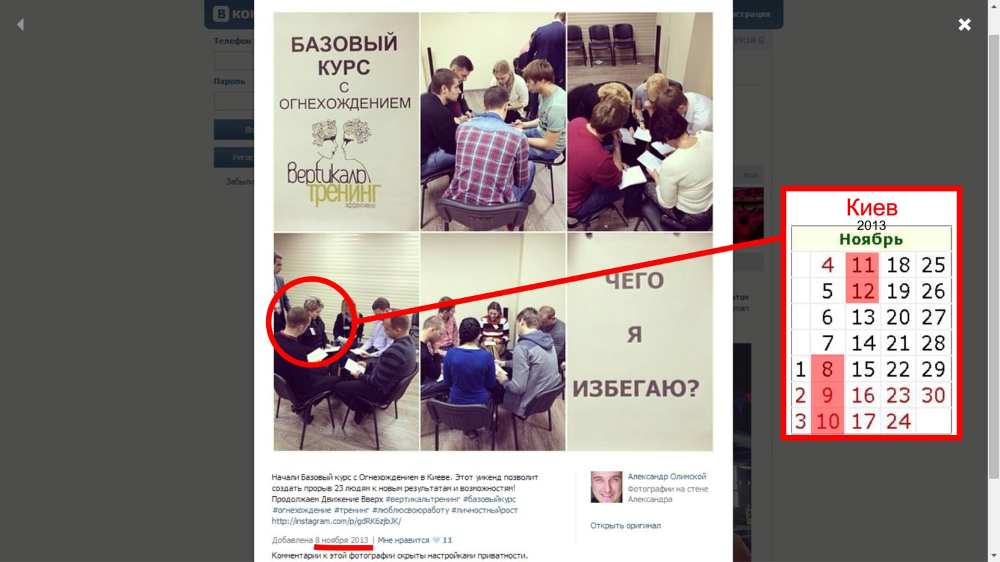 В КОН
страция
Телефон
19:18
Пароль
Во
Регис
Забыли
все
этом
man
БАЗОВЫЙ
КУРС
С
ОГНЕХОЖДЕНИЕМ
Вертикаль
тренинг
эффективно
ЧЕГО
Я
ИЗБЕГАЮ?
Киев
2013
Ноябрь
4 11 18 25
5 12 19 26
6 13 20 27
7 14 21 28
1 8 15 22 29
2 9 16 23 30
3 10 17 24
Начали Базовый курс с Огнехождением в Киеве. Этот уикенд позволит
создать прорыв 23 людям к новым результатам и возможностям!
Продолжаем Движение Вверх #вертикальтренинг #базовыйкурс
#огнехождение #тренинг #люблюсвоюработу #личностныйрост
http://instagram.com/p/gdRK6zjbJK/
Добавлена 8 ноября 2013 | Мне нравится 11
Комментарии к этой фотографии скрыты настройками приватности.
Александр Олимской
Фотографии на стене
Александра
Открыть оригинал